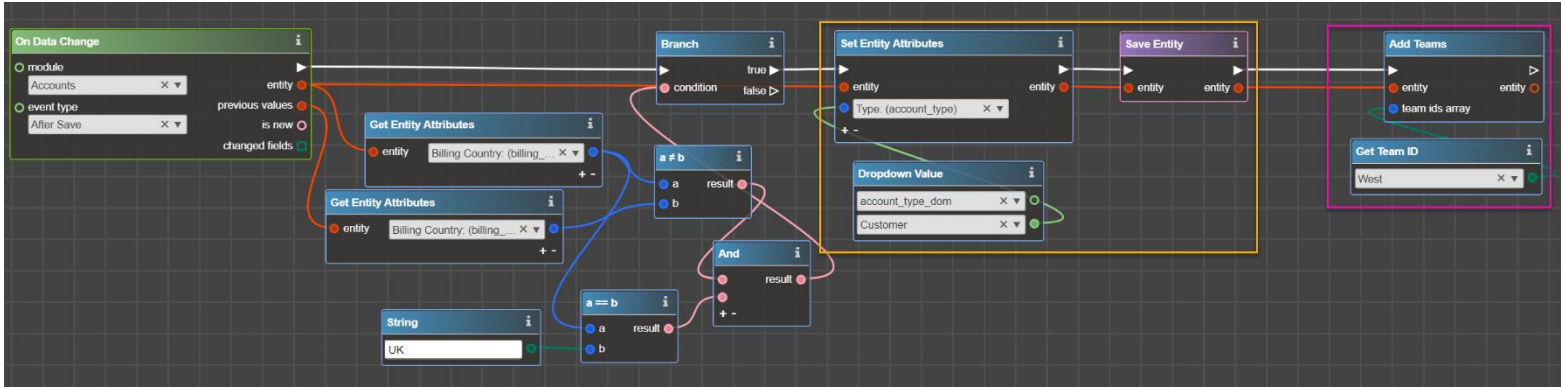 On Data Change i
module
Accounts × ▼
entity
event type
previous values
After Save × ▼
is new
changed fields
Get Entity Attributes i
entity
Billing Country: (billing_... × ▼
+ -
Get Entity Attributes i
entity
Billing Country: (billing_... × ▼
+ -
String i
UK
a ≠ b i
a
result
b
a == b i
a
result
b
And i
result
+ -
Branch i
true
condition
false
Set Entity Attributes i
entity
entity
Type: (account_type) × ▼
+ -
Dropdown Value i
account_type_dom × ▼
Customer × ▼
Save Entity i
entity
entity
Add Teams i
entity
entity
team ids array
Get Team ID i
West × ▼